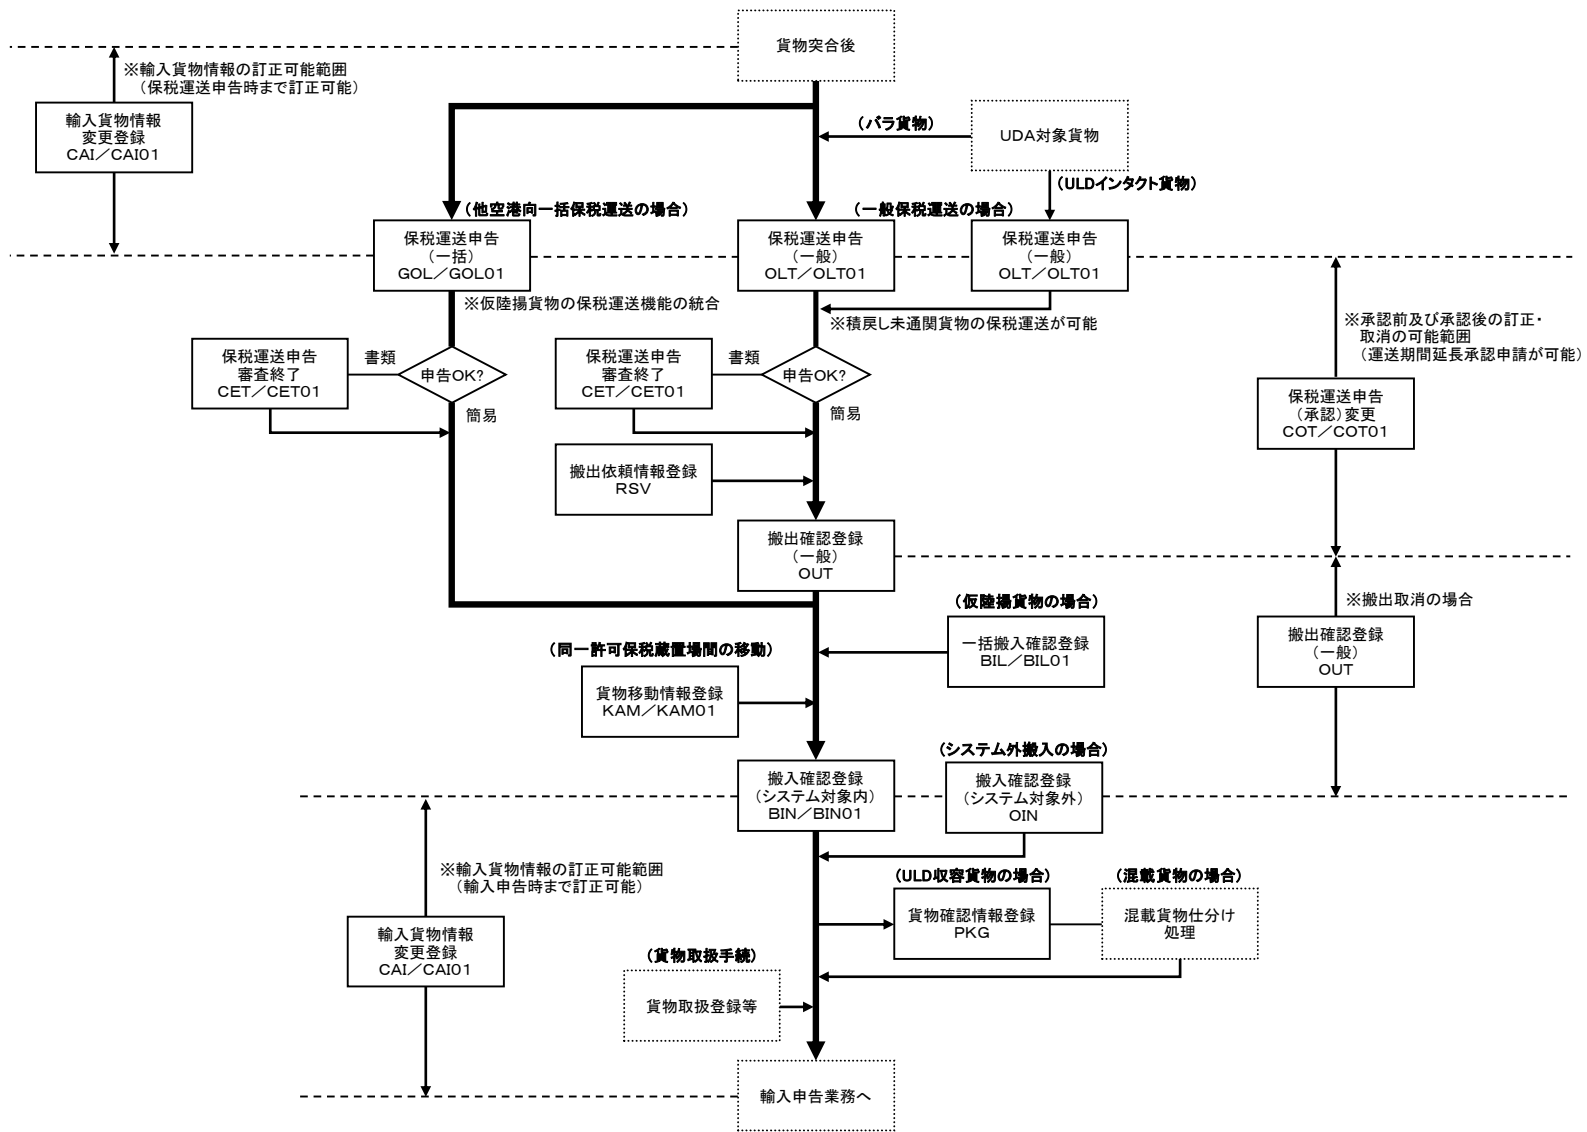 貨物突合後
※輸入貨物情報の訂正可能範囲
（保税運送申告時まで訂正可能）
輸入貨物情報
変更登録
CAI／CAI01
（バラ貨物）
UDA対象貨物
（ULDインタクト貨物）
（他空港向一括保税運送の場合）
（一般保税運送の場合）
保税運送申告
（一括）
GOL／GOL01
保税運送申告
（一般）
OLT／OLT01
保税運送申告
（一般）
OLT／OLT01
※仮陸揚貨物の保税運送機能の統合
※積戻し未通関貨物の保税運送が可能
※承認前及び承認後の訂正・
取消の可能範囲
（運送期間延長承認申請が可能）
保税運送申告
審査終了
CET／CET01
書類
申告OK?
簡易
保税運送申告
審査終了
CET／CET01
書類
申告OK?
簡易
保税運送申告
（承認）変更
COT／COT01
搬出依頼情報登録
RSV
搬出確認登録
（一般）
OUT
（仮陸揚貨物の場合）
※搬出取消の場合
一括搬入確認登録
BIL／BIL01
搬出確認登録
（一般）
OUT
（同一許可保税蔵置場間の移動）
貨物移動情報登録
KAM／KAM01
（システム外搬入の場合）
搬入確認登録
（システム対象内）
BIN／BIN01
搬入確認登録
（システム対象外）
OIN
※輸入貨物情報の訂正可能範囲
（輸入申告時まで訂正可能）
（ULD収容貨物の場合）
（混載貨物の場合）
貨物確認情報登録
PKG
混載貨物仕分け
処理
輸入貨物情報
変更登録
CAI／CAI01
（貨物取扱手続）
貨物取扱登録等
輸入申告業務へ